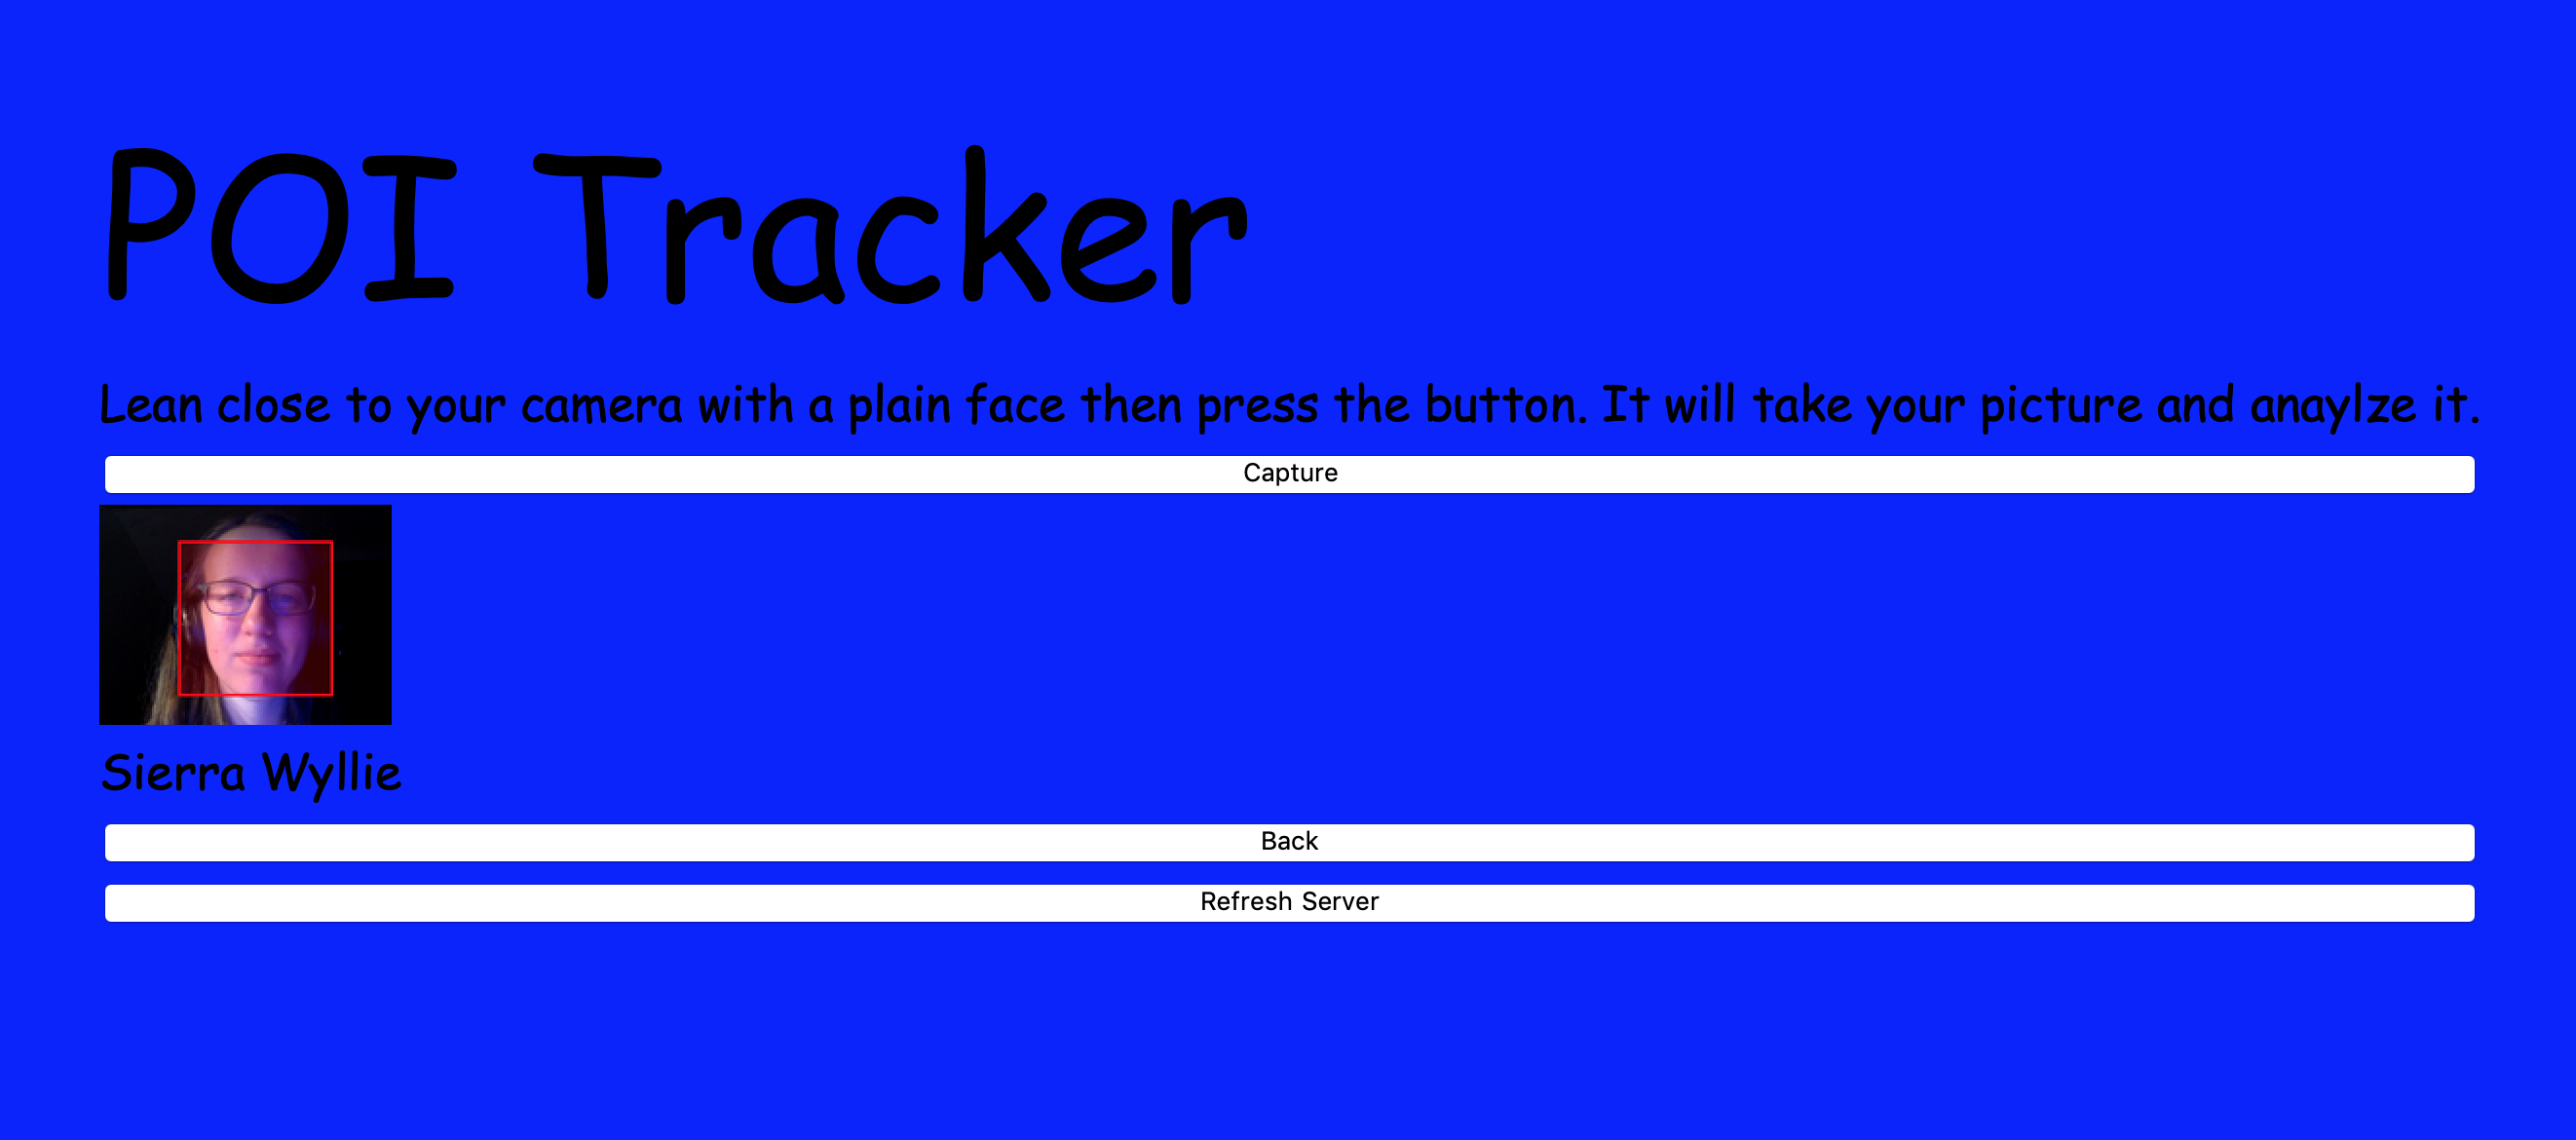 POI Tracker
Lean close to your camera with a plain face then press the button. It will take your picture and anaylze it.
Capture
Sierra Wyllie
Back
Refresh Server